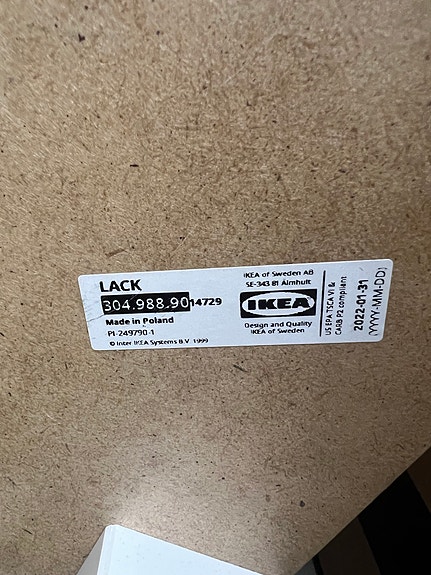 LACK
304.988.90 14729
Made in Poland
PI-249790-1
© Inter IKEA Systems B.V. 1999
IKEA of Sweden AB
SE-343 81 Älmhult
IKEA
Design and Quality
IKEA of Sweden
US EPA TSCA VI &
CARB P2 compliant
2022-01-31
(YYYY-MM-DD)